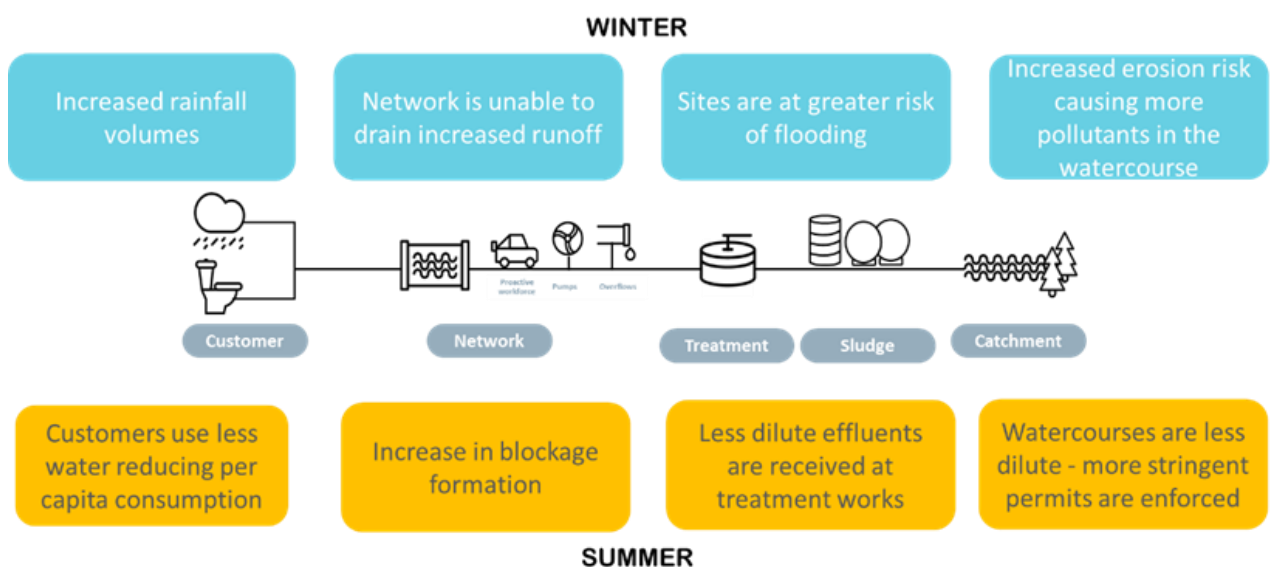 WINTER
Increased rainfall
volumes
Network is unable to
drain increased runoff
Sites are at greater risk
of flooding
Increased erosion risk
causing more
pollutants in the
watercourse
Proactive
workforce
Pumps
Overflows
Customer
Network
Treatment
Sludge
Catchment
Customers use less
water reducing per
capita consumption
Increase in blockage
formation
Less dilute effluents
are received at
treatment works
Watercourses are less
dilute - more stringent
permits are enforced
SUMMER